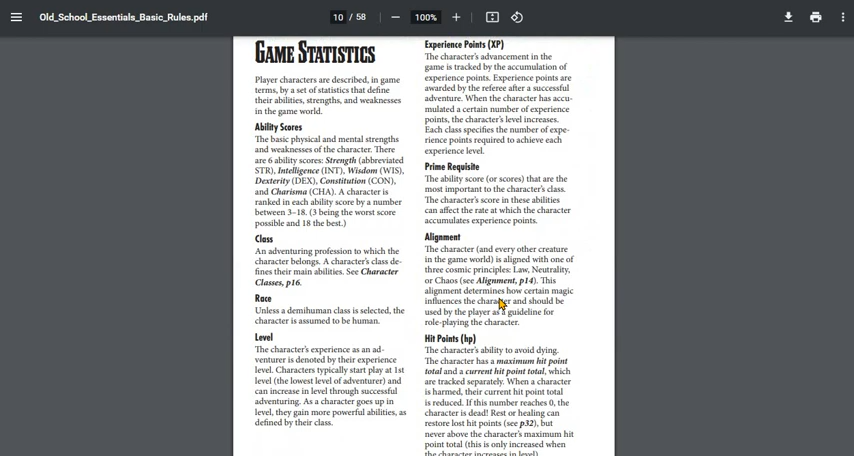 Old_School_Essentials_Basic_Rules.pdf
10 / 58
100%
GAME STATISTICS
Player characters are described, in game
terms, by a set of statistics that define
their abilities, strengths, and weaknesses
in the game world.
Ability Scores
The basic physical and mental strengths
and weaknesses of the character. There
are 6 ability scores: Strength (abbreviated
STR), Intelligence (INT), Wisdom (WIS),
Dexterity (DEX), Constitution (CON),
and Charisma (CHA). A character is
ranked in each ability score by a number
between 3–18. (3 being the worst score
possible and 18 the best.)
Class
An adventuring profession to which the
character belongs. A character's class de-
fines their main abilities. See Character
Classes, p16.
Race
Unless a demihuman class is selected, the
character is assumed to be human.
Level
The character's experience as an ad-
venturer is denoted by their experience
level. Characters typically start play at 1st
level (the lowest level of adventurer) and
can increase in level through successful
adventuring. As a character goes up in
level, they gain more powerful abilities, as
defined by their class.
Experience Points (XP)
The character's advancement in the
game is tracked by the accumulation of
experience points. Experience points are
awarded by the referee after a successful
adventure. When the character has accu-
mulated a certain number of experience
points, the character's level increases.
Each class specifies the number of expe-
rience points required to achieve each
experience level.
Prime Requisite
The ability score (or scores) that are the
most important to the character's class.
The character's score in these abilities
can affect the rate at which the character
accumulates experience points.
Alignment
The character (and every other creature
in the game world) is aligned with one of
three cosmic principles: Law, Neutrality,
or Chaos (see Alignment, p14). This
alignment determines how certain magic
influences the character and should be
used by the player as a guideline for
role-playing the character.
Hit Points (hp)
The character's ability to avoid dying.
The character has a maximum hit point
total and a current hit point total, which
are tracked separately. When a character
is harmed, their current hit point total
is reduced. If this number reaches 0, the
character is dead! Rest or healing can
restore lost hit points (see p32), but
never above the character's maximum hit
point total (this is only increased when
the character increases in level).